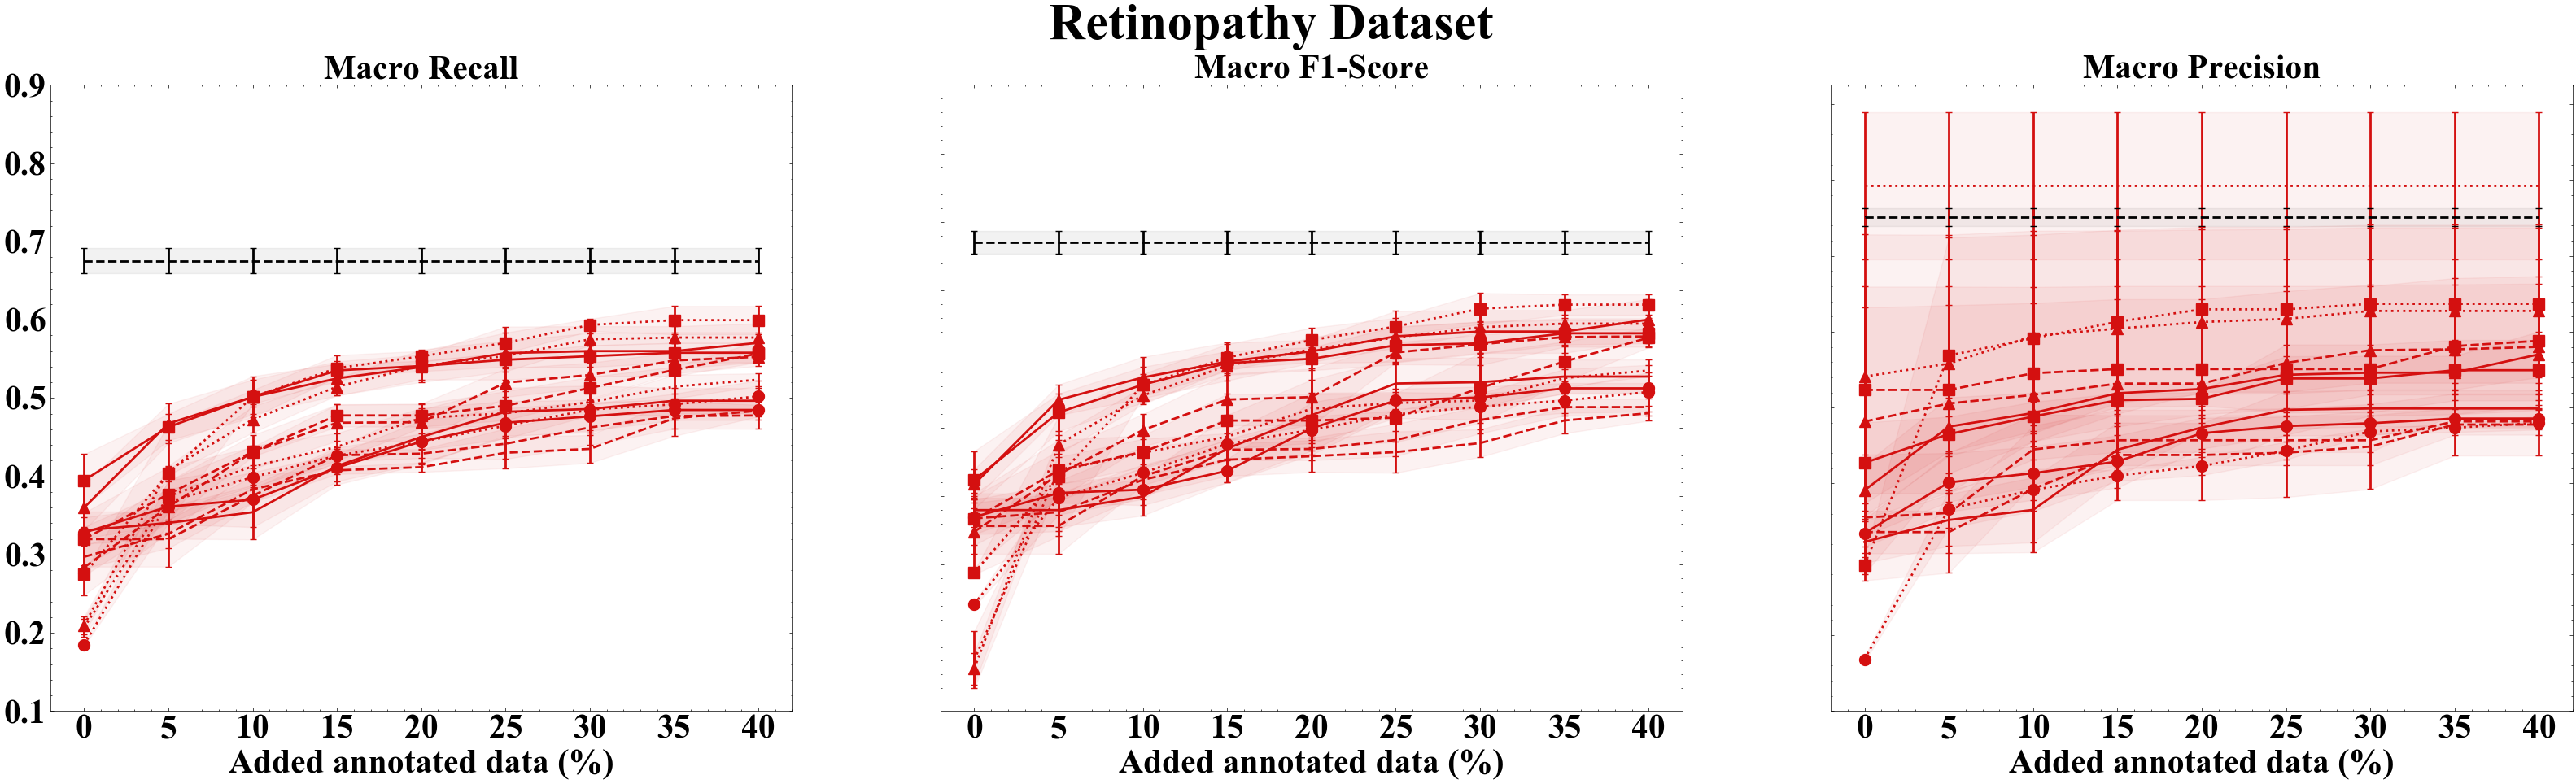 Retinopathy Dataset
Macro Recall
0.9
0.8
0.7
0.6
0.5
0.4
0.3
0.2
0.1
0 5 10 15 20 25 30 35 40
Added annotated data (%)
Macro F1-Score
0 5 10 15 20 25 30 35 40
Added annotated data (%)
Macro Precision
0 5 10 15 20 25 30 35 40
Added annotated data (%)